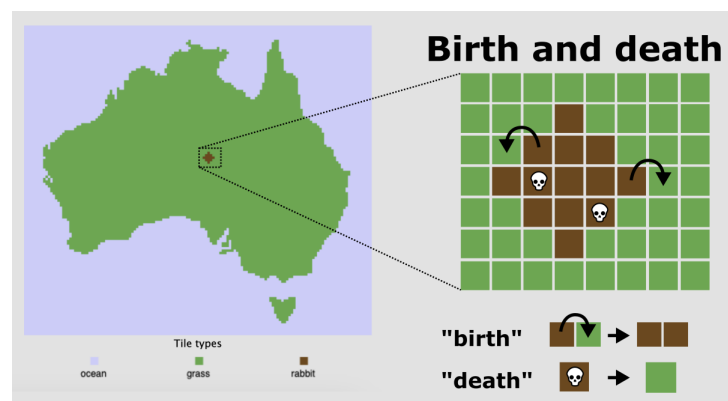 Birth and death
Tile types
ocean
grass
rabbit
"birth"
"death"